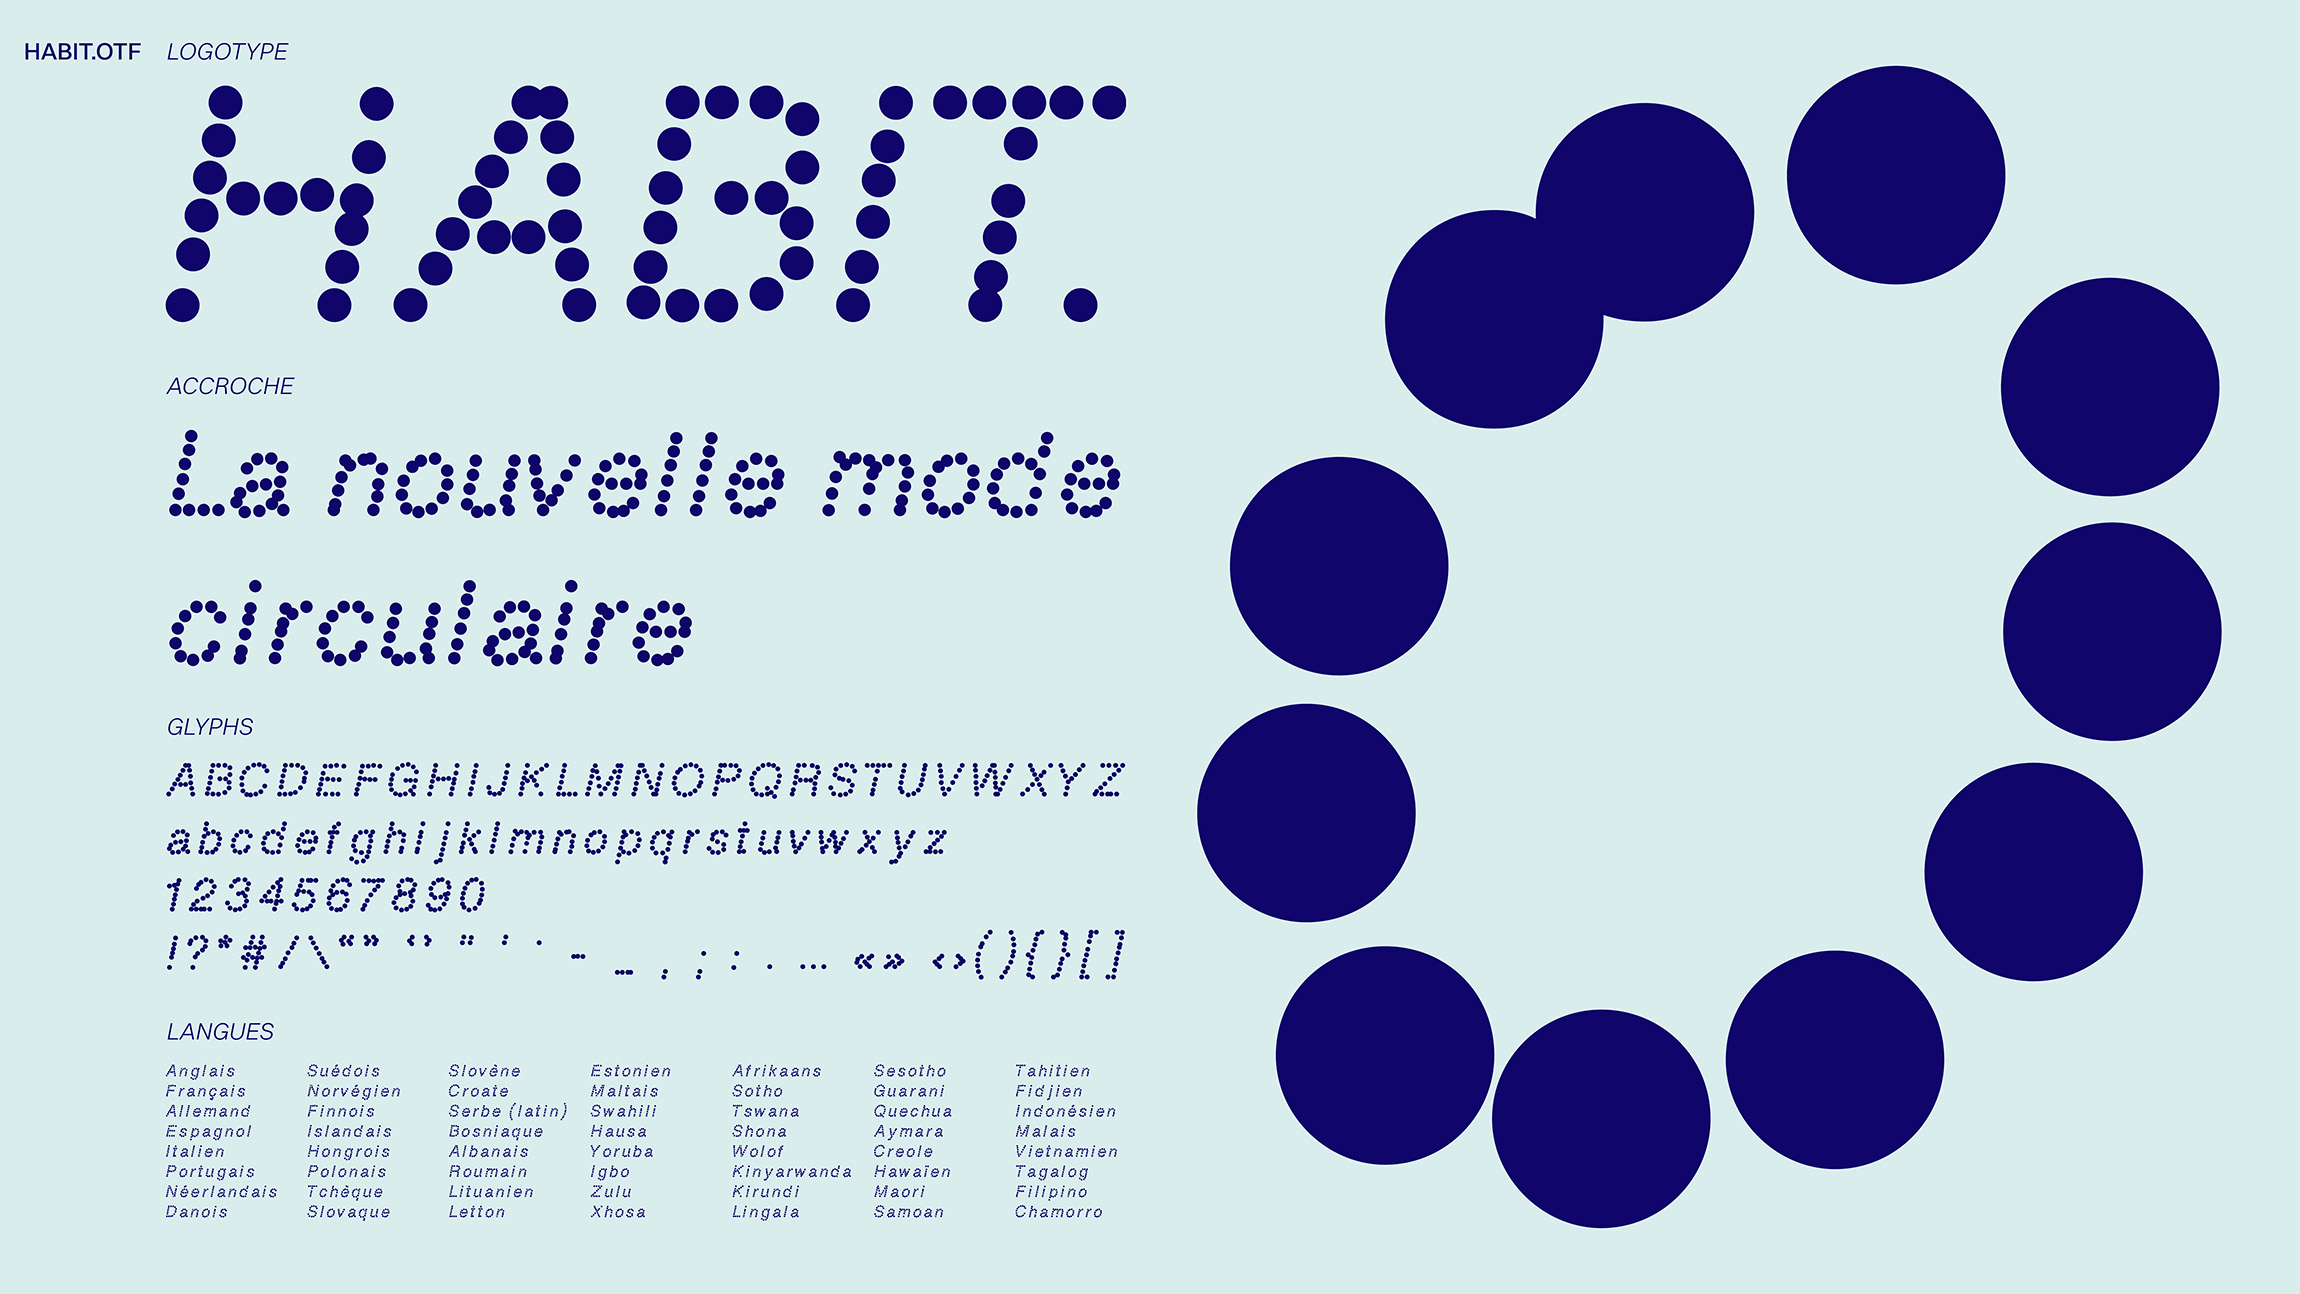 HABIT.OTF LOGOTYPE
HABIT.
ACCROCHE
La nouvelle mode
circulaire
GLYPHS
ABCDEFGHIJKLMNOPQRSTUVWXYZ
abcdefghijklmnopqrstuvwxyz
1234567890
!?*#/\“” ‘’ " ' · - _ , ; : . … «» ‹›(){}[]
LANGUES
Anglais Suédois Slovène Estonien Afrikaans Sesotho Tahitien
Français Norvégien Croate Maltais Sotho Guarani Fidjien
Allemand Finnois Serbe (latin) Swahili Tswana Quechua Indonésien
Espagnol Islandais Bosniaque Hausa Shona Aymara Malais
Italien Hongrois Albanais Yoruba Wolof Creole Vietnamien
Portugais Polonais Roumain Igbo Kinyarwanda Hawaïen Tagalog
Néerlandais Tchèque Lituanien Zulu Kirundi Maori Filipino
Danois Slovaque Letton Xhosa Lingala Samoan Chamorro